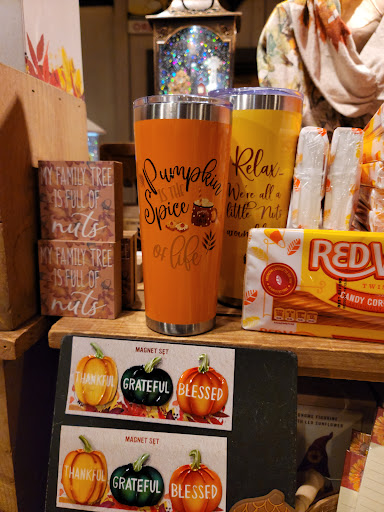 MY FAMILY TREE
IS FULL
OF
nuts
MY FAMILY TREE
IS FULL
OF
nuts
Pumpkin
IS THE
Spice
of life
Relax...
We're all a
little Nuts
RED
CANDY COR
MAGNET SET
THANKFUL
GRATEFUL
BLESSED
MAGNET SET
THANKFUL
GRATEFUL
BLESSED